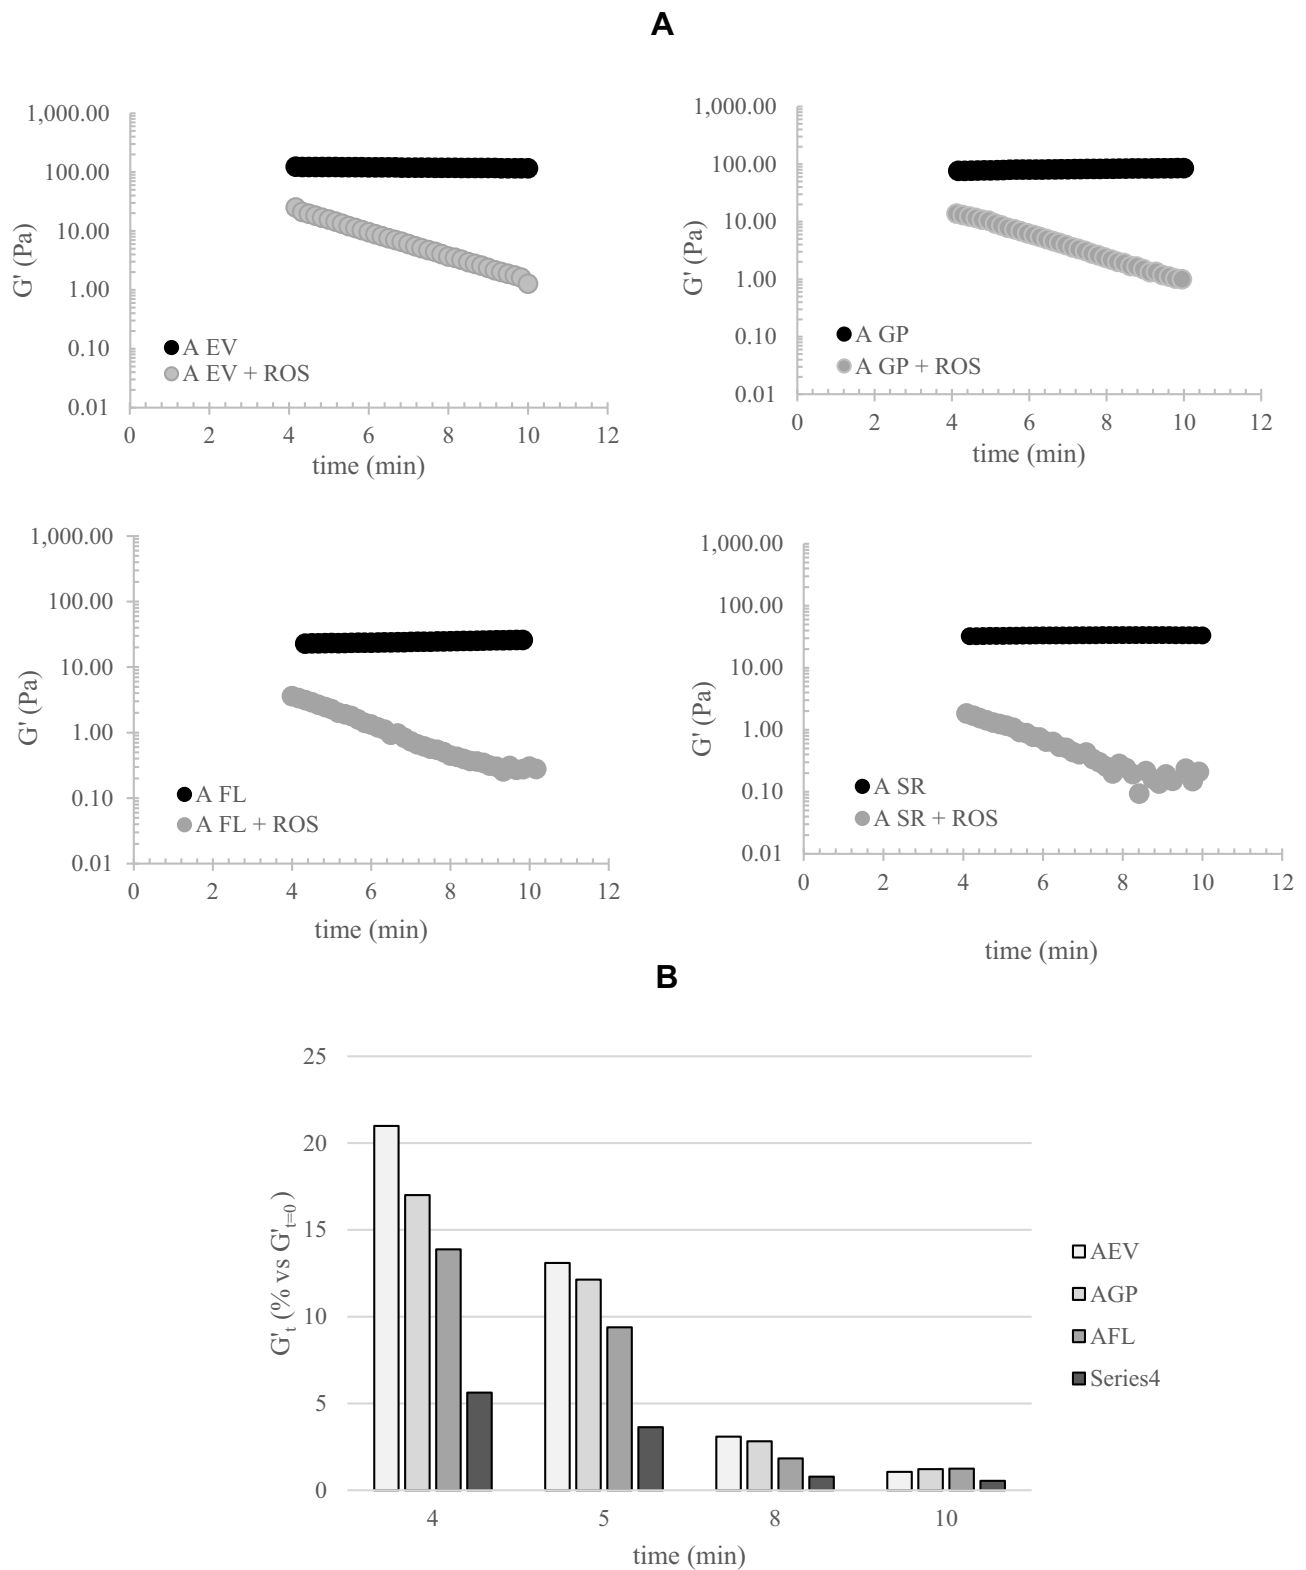 A
1,000.00
100.00
10.00
1.00
0.10
0.01
G' (Pa)
A EV
A EV + ROS
0 2 4 6 8 10 12
time (min)
1,000.00
100.00
10.00
1.00
0.10
0.01
G' (Pa)
A GP
A GP + ROS
0 2 4 6 8 10 12
time (min)
1,000.00
100.00
10.00
1.00
0.10
0.01
G' (Pa)
A FL
A FL + ROS
0 2 4 6 8 10 12
time (min)
1,000.00
100.00
10.00
1.00
0.10
0.01
G' (Pa)
A SR
A SR + ROS
0 2 4 6 8 10 12
time (min)
B
25
20
15
10
5
0
G't (% vs G't=0)
4 5 8 10
time (min)
AEV
AGP
AFL
Series4